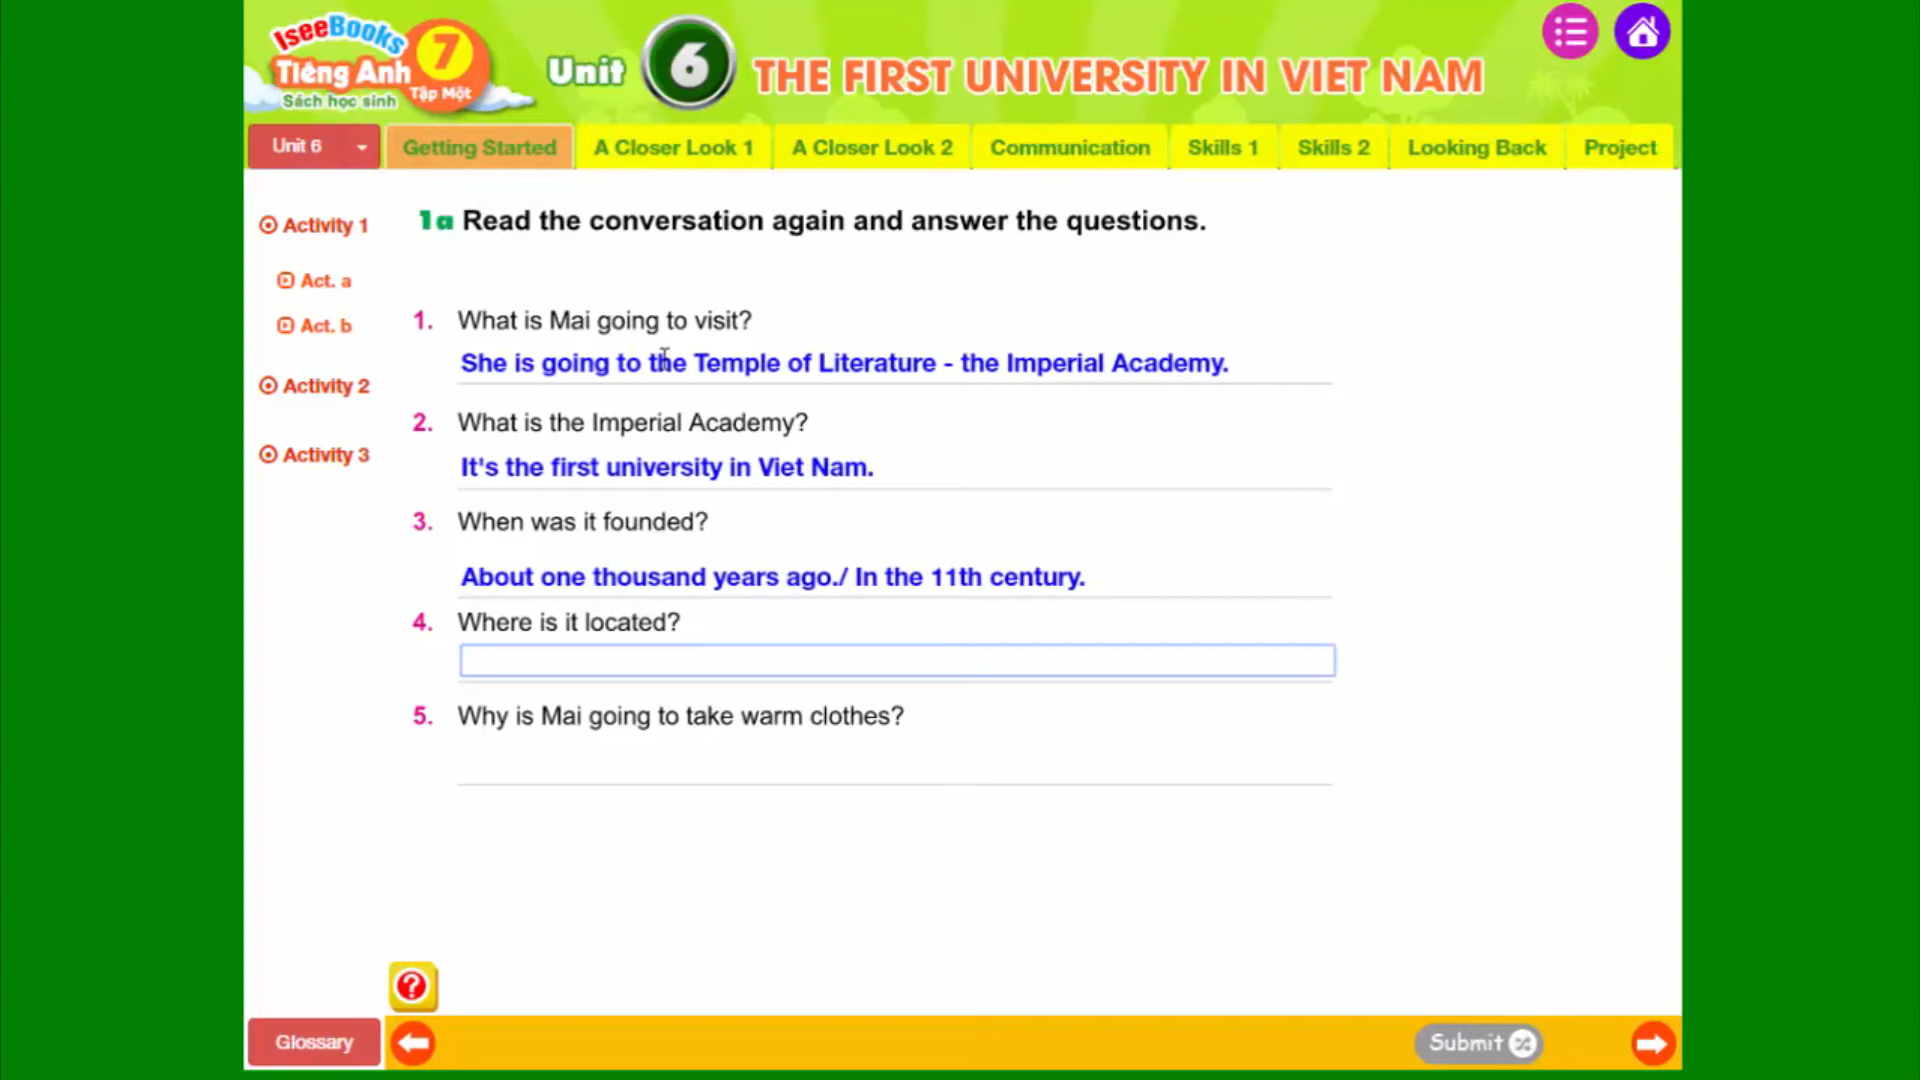 IseeBooks
Tiếng Anh 7
Tập Một
Sách học sinh
Unit 6 THE FIRST UNIVERSITY IN VIET NAM
Unit 6 Getting Started A Closer Look 1 A Closer Look 2 Communication Skills 1 Skills 2 Looking Back Project
Activity 1
Act. a
Act. b
Activity 2
Activity 3
1a Read the conversation again and answer the questions.
1. What is Mai going to visit?
She is going to the Temple of Literature - the Imperial Academy.
2. What is the Imperial Academy?
It's the first university in Viet Nam.
3. When was it founded?
About one thousand years ago./ In the 11th century.
4. Where is it located?
5. Why is Mai going to take warm clothes?
?
Glossary
Submit